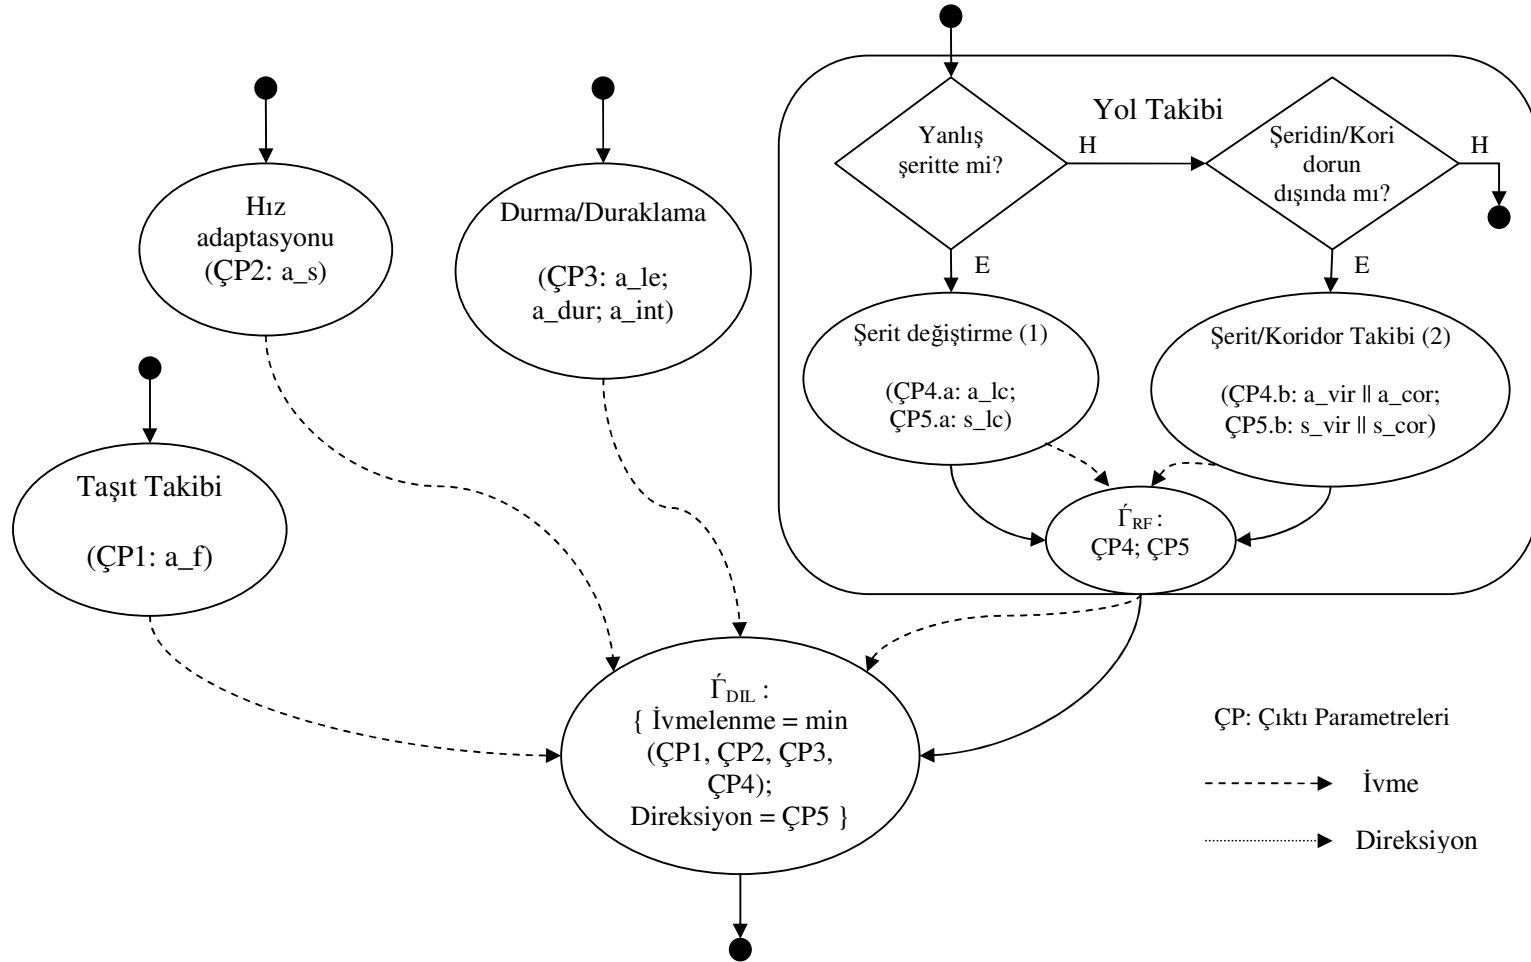 Yol Takibi
Yanlış
şeritte mi?
H
Şeridin/Kori
dorun
dışında mı?
H
E
E
Hız
adaptasyonu
(ÇP2: a_s)
Durma/Duraklama
(ÇP3: a_le;
a_dur; a_int)
Şerit değiştirme (1)
(ÇP4.a: a_lc;
ÇP5.a: s_lc)
Şerit/Koridor Takibi (2)
(ÇP4.b: a_vir || a_cor;
ÇP5.b: s_vir || s_cor)
Taşıt Takibi
(ÇP1: a_f)
Γ́RF :
ÇP4; ÇP5
Γ́DIL :
{ İvmelenme = min
(ÇP1, ÇP2, ÇP3,
ÇP4);
Direksiyon = ÇP5 }
ÇP: Çıktı Parametreleri
İvme
Direksiyon